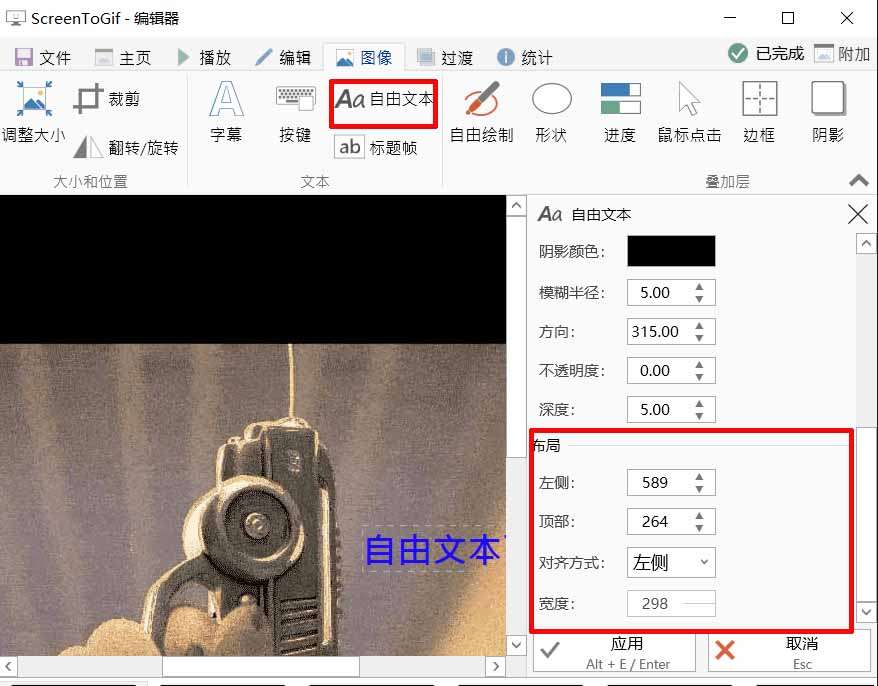 ScreenToGif - 编辑器
文件 主页 播放 编辑 图像 过渡 统计 已完成 附加
调整大小 裁剪 翻转/旋转
大小和位置
字幕 按键 Aa 自由文本 ab 标题帧
文本
自由绘制 形状 进度 鼠标点击 边框 阴影
叠加层
自由文本
Aa 自由文本
阴影颜色:
模糊半径: 5.00
方向: 315.00
不透明度: 0.00
深度: 5.00
布局
左侧: 589
顶部: 264
对齐方式: 左侧
宽度: 298
应用
Alt + E / Enter
取消
Esc